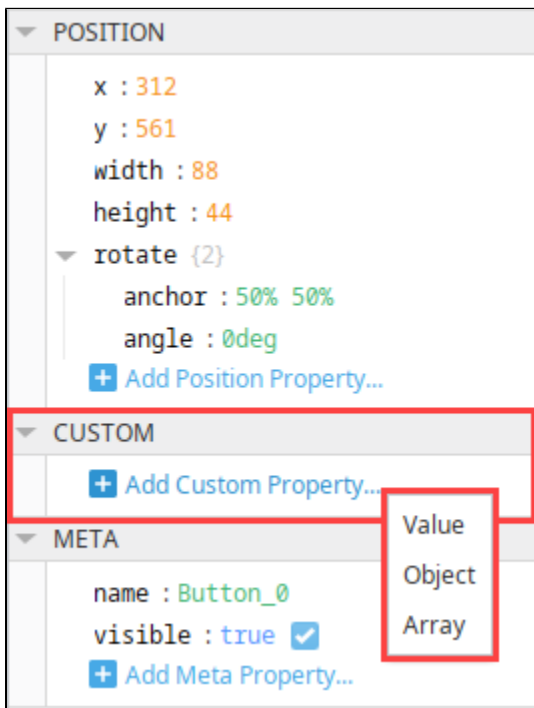 POSITION
x : 312
y : 561
width : 88
height : 44
rotate {2}
anchor : 50% 50%
angle : 0deg
Add Position Property...
CUSTOM
Add Custom Property...
Value
Object
Array
META
name : Button_0
visible : true
Add Meta Property...